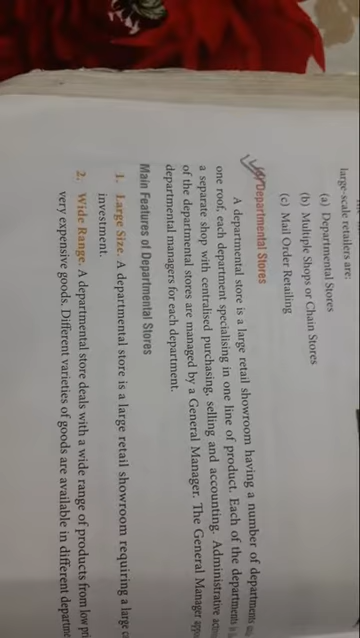 large-scale retailers are:
(a) Departmental Stores
(b) Multiple Shops or Chain Stores
(c) Mail Order Retailing
Departmental Stores
A departmental store is a large retail showroom having a number of departments
one roof, each department specialising in one line of product. Each of the departments is
a separate shop with centralised purchasing, selling and accounting. Administrative
of the departmental stores are managed by a General Manager. The General Manager
departmental managers for each department.
Main Features of Departmental Stores
1. Large Size. A departmental store is a large retail showroom requiring a large
investment.
2. Wide Range. A departmental store deals with a wide range of products from low
very expensive goods. Different varieties of goods are available in different